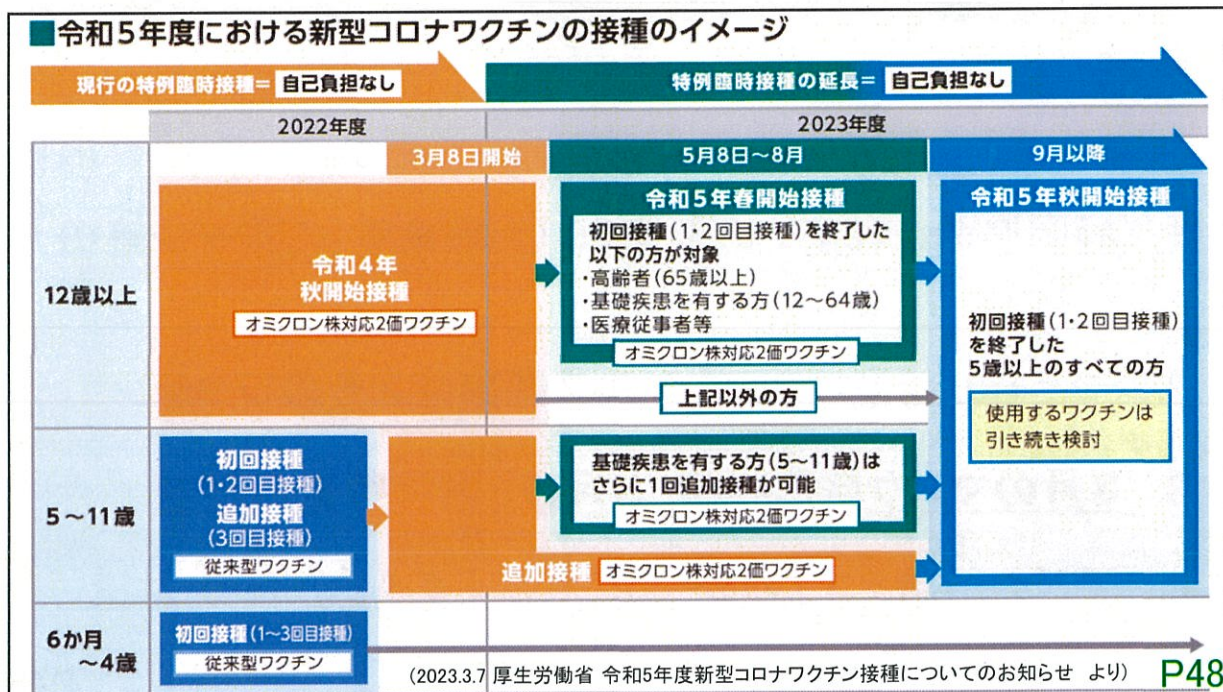 ■令和5年度における新型コロナワクチンの接種のイメージ
現行の特例臨時接種= 自己負担なし
特例臨時接種の延長= 自己負担なし
2022年度
2023年度
3月8日開始
5月8日～8月
9月以降
12歳以上
令和4年
秋開始接種
オミクロン株対応2価ワクチン
令和5年春開始接種
初回接種(1・2回目接種)を終了した
以下の方が対象
・高齢者(65歳以上)
・基礎疾患を有する方(12～64歳)
・医療従事者等
オミクロン株対応2価ワクチン
上記以外の方
令和5年秋開始接種
初回接種(1・2回目接種)
を終了した
5歳以上のすべての方
使用するワクチンは
引き続き検討
5～11歳
初回接種
(1・2回目接種)
追加接種
(3回目接種)
従来型ワクチン
基礎疾患を有する方(5～11歳)は
さらに1回追加接種が可能
オミクロン株対応2価ワクチン
追加接種 オミクロン株対応2価ワクチン
6か月
～4歳
初回接種(1～3回目接種)
従来型ワクチン
(2023.3.7 厚生労働省 令和5年度新型コロナワクチン接種についてのお知らせ より)
P48